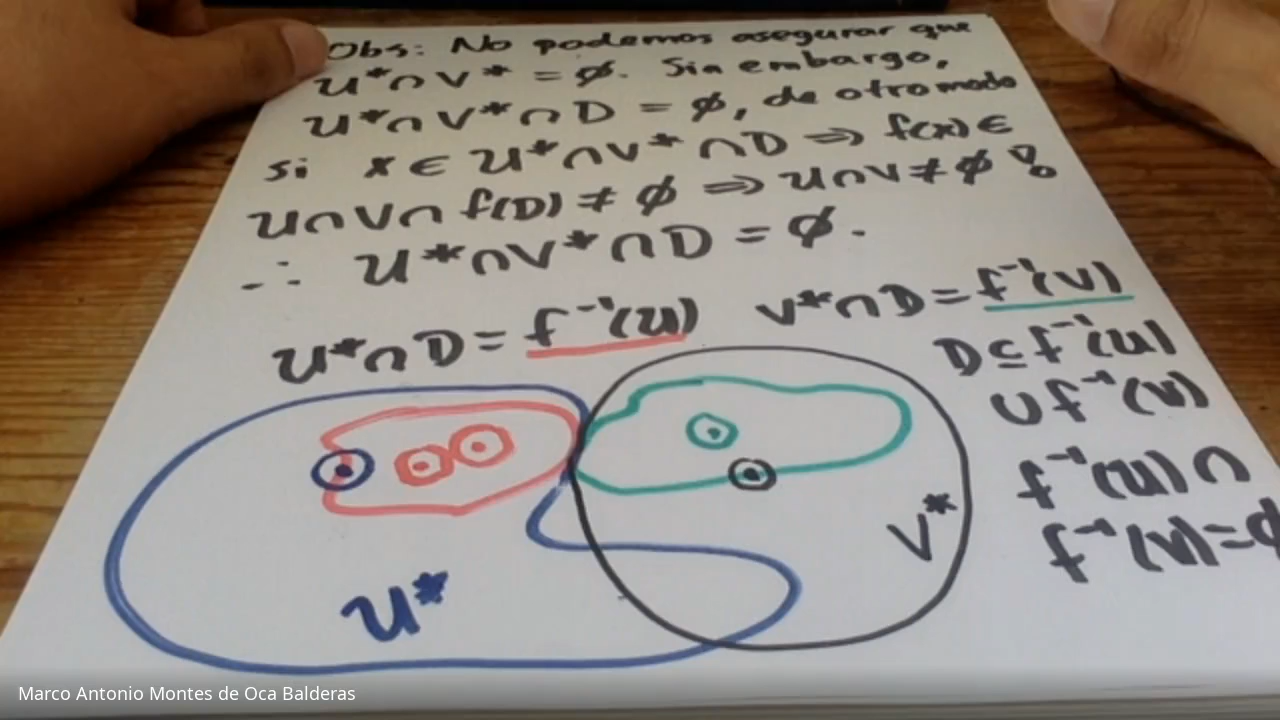 Obs: No podemos asegurar que
U*∩V* = ∅. Sin embargo,
U*∩V*∩D = ∅, de otro modo
si x ∈ U*∩V*∩D ⇒ f(x) ∈
U∩V∩ f(D) ≠ ∅ ⇒ U∩V ≠ ∅
∴ U*∩V*∩D = ∅.
U*∩D = f⁻¹(U) V*∩D = f⁻¹(V)
D ⊆ f⁻¹(U)
∪ f⁻¹(V)
f⁻¹(U) ∩
f⁻¹(V) = ∅
V*
U*
Marco Antonio Montes de Oca Balderas